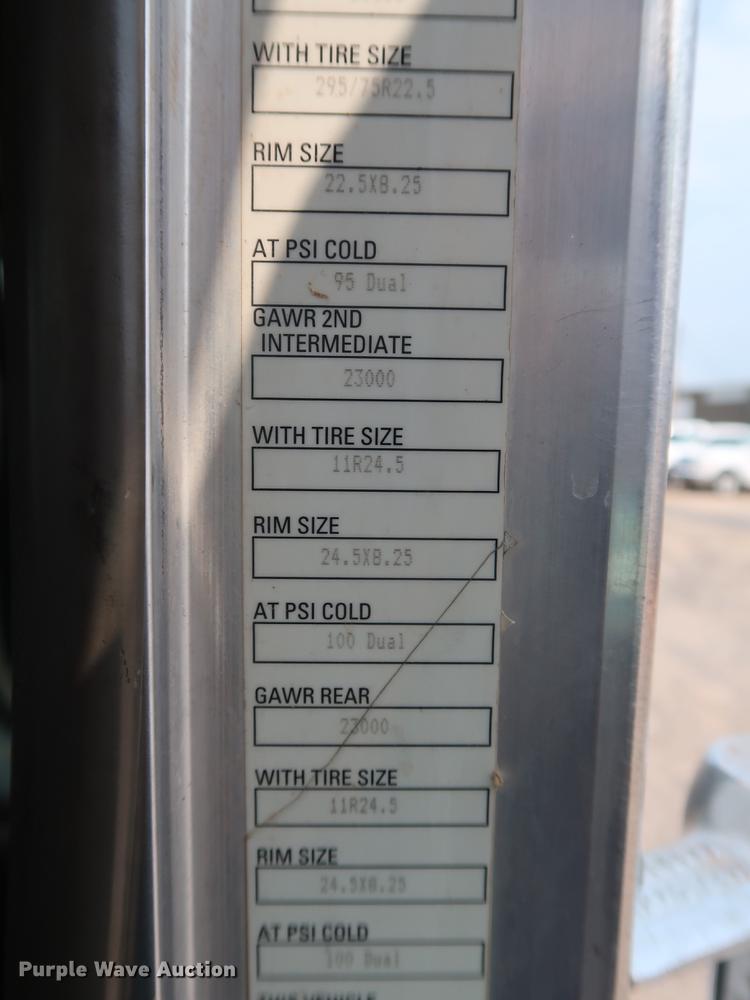 WITH TIRE SIZE
295/75R22.5
RIM SIZE
22.5X8.25
AT PSI COLD
95 Dual
GAWR 2ND
INTERMEDIATE
23000
WITH TIRE SIZE
11R24.5
RIM SIZE
24.5X8.25
AT PSI COLD
100 Dual
GAWR REAR
23000
WITH TIRE SIZE
11R24.5
RIM SIZE
24.5X8.25
AT PSI COLD
100 Dual
THIS VEHICLE
Purple Wave Auction